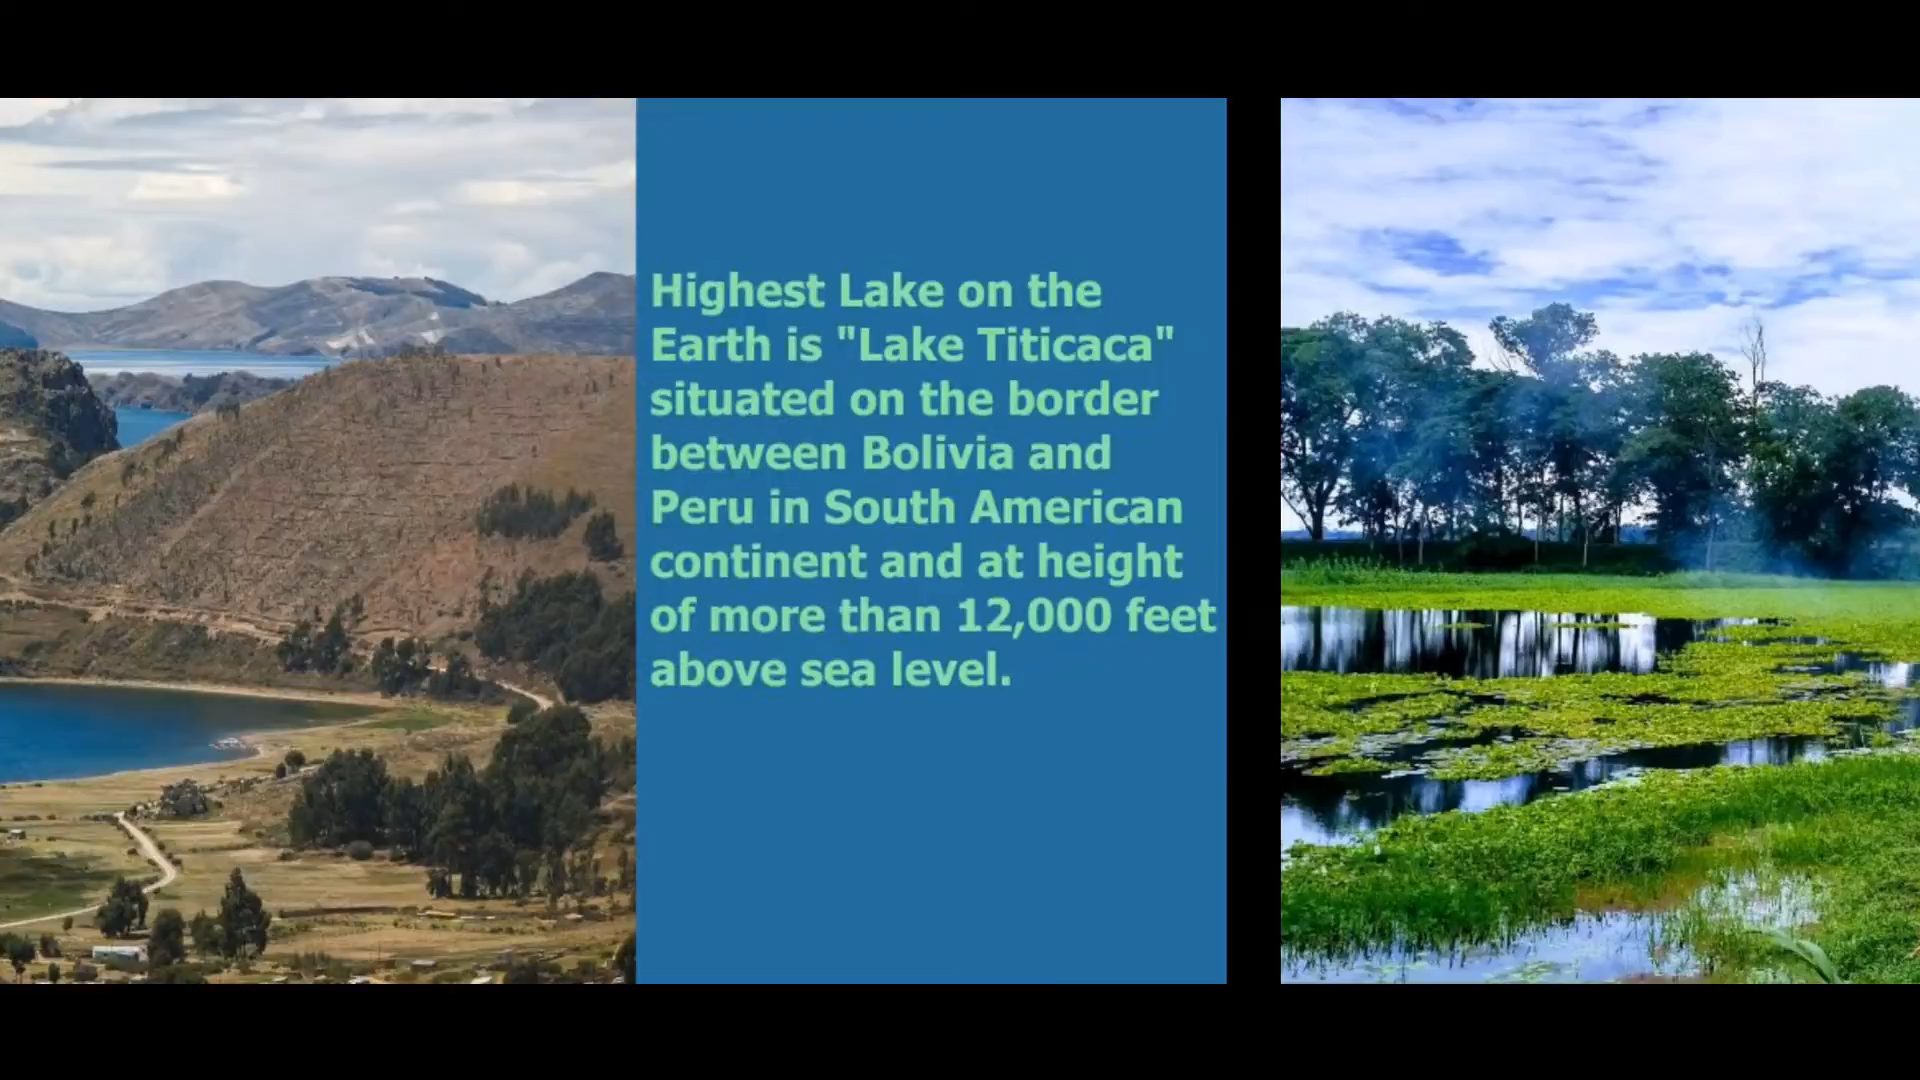 Highest Lake on the
Earth is "Lake Titicaca"
situated on the border
between Bolivia and
Peru in South American
continent and at height
of more than 12,000 feet
above sea level.